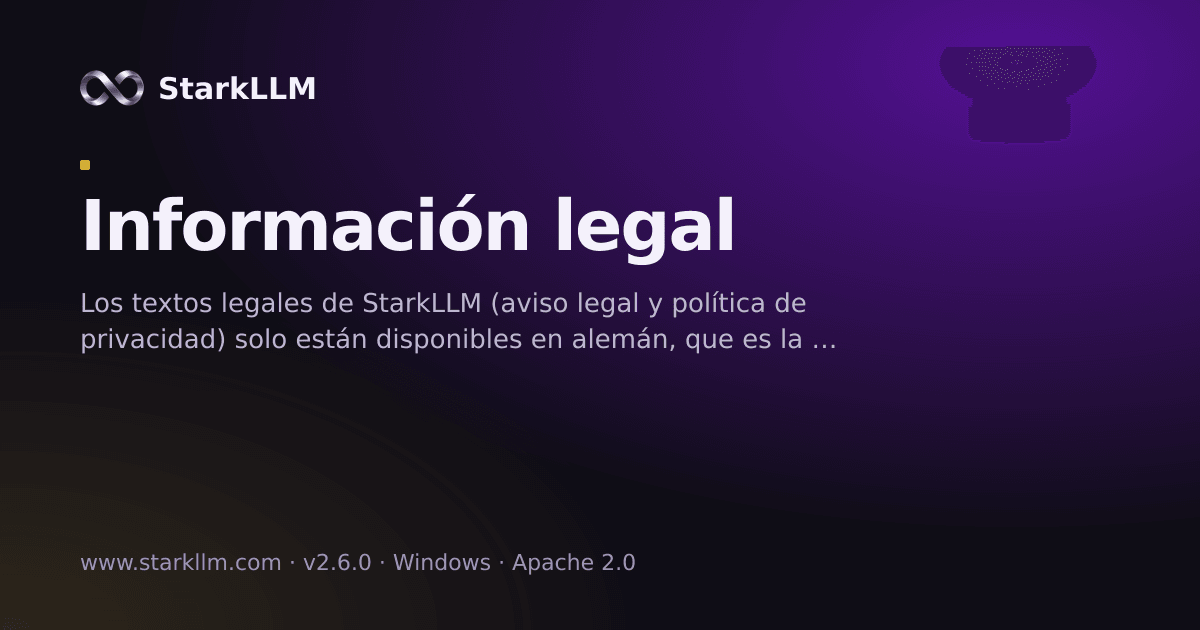 StarkLLM
Información legal
Los textos legales de StarkLLM (aviso legal y política de
privacidad) solo están disponibles en alemán, que es la ...
www.starkllm.com · v2.6.0 · Windows · Apache 2.0